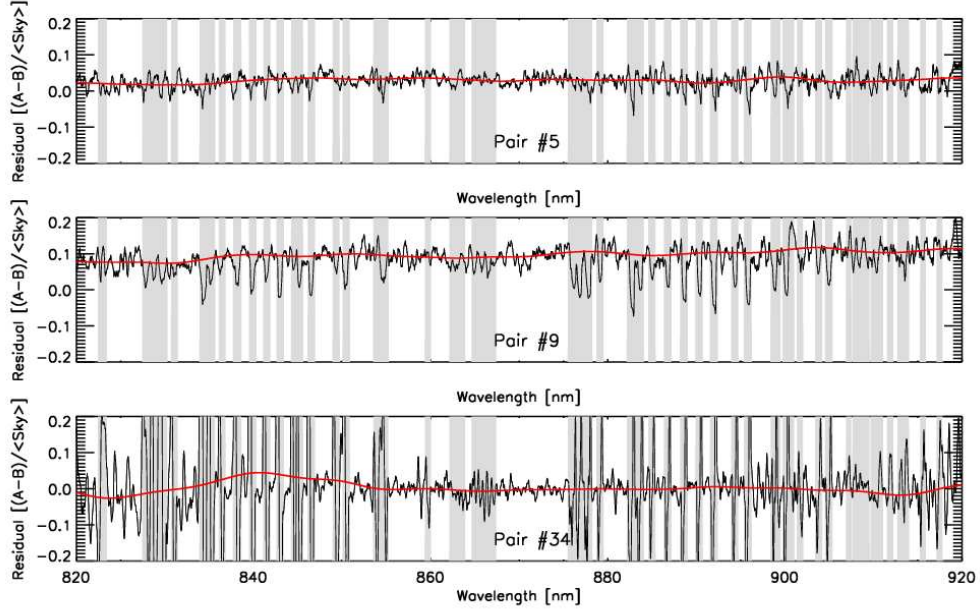 Residual [(A-B)/<Sky>]
0.2
0.1
0.0
-0.1
-0.2
Pair #5
Wavelength [nm]
Residual [(A-B)/<Sky>]
0.2
0.1
0.0
-0.1
-0.2
Pair #9
Wavelength [nm]
Residual [(A-B)/<Sky>]
0.2
0.1
0.0
-0.1
-0.2
Pair #34
820
840
860
880
900
920
Wavelength [nm]